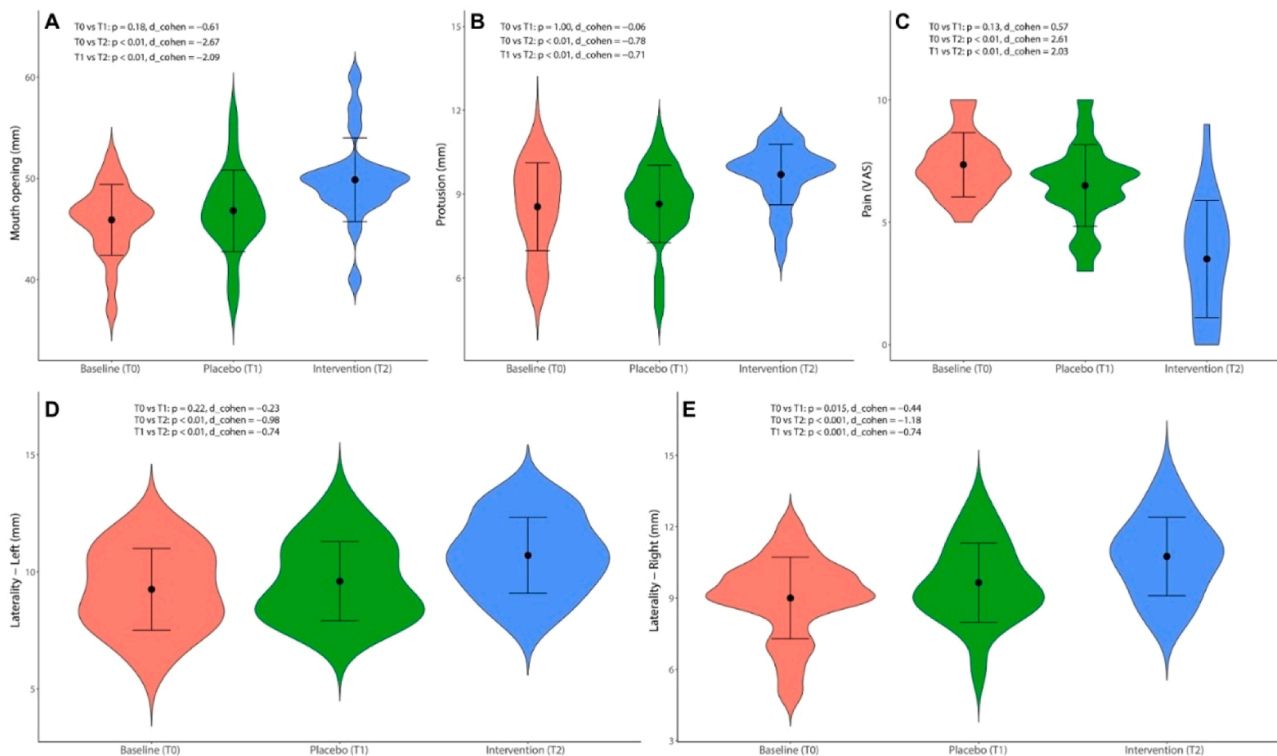 A
T0 vs T1: p = 0.18, d_cohen = −0.61
T0 vs T2: p < 0.01, d_cohen = −2.67
T1 vs T2: p < 0.01, d_cohen = −2.09
Mouth opening (mm)
60
50
40
Baseline (T0) Placebo (T1) Intervention (T2)
B
T0 vs T1: p = 1.00, d_cohen = −0.06
T0 vs T2: p < 0.01, d_cohen = −0.78
T1 vs T2: p < 0.01, d_cohen = −0.71
Protusion (mm)
15
12
9
6
Baseline (T0) Placebo (T1) Intervention (T2)
C
T0 vs T1: p = 0.13, d_cohen = 0.57
T0 vs T2: p < 0.01, d_cohen = 2.61
T1 vs T2: p < 0.01, d_cohen = 2.03
Pain (VAS)
10
5
0
Baseline (T0) Placebo (T1) Intervention (T2)
D
T0 vs T1: p = 0.22, d_cohen = −0.23
T0 vs T2: p < 0.01, d_cohen = −0.98
T1 vs T2: p < 0.01, d_cohen = −0.74
Laterality − Left (mm)
15
10
5
Baseline (T0) Placebo (T1) Intervention (T2)
E
T0 vs T1: p = 0.015, d_cohen = −0.44
T0 vs T2: p < 0.001, d_cohen = −1.18
T1 vs T2: p < 0.001, d_cohen = −0.74
Laterality − Right (mm)
15
12
9
6
3
Baseline (T0) Placebo (T1) Intervention (T2)